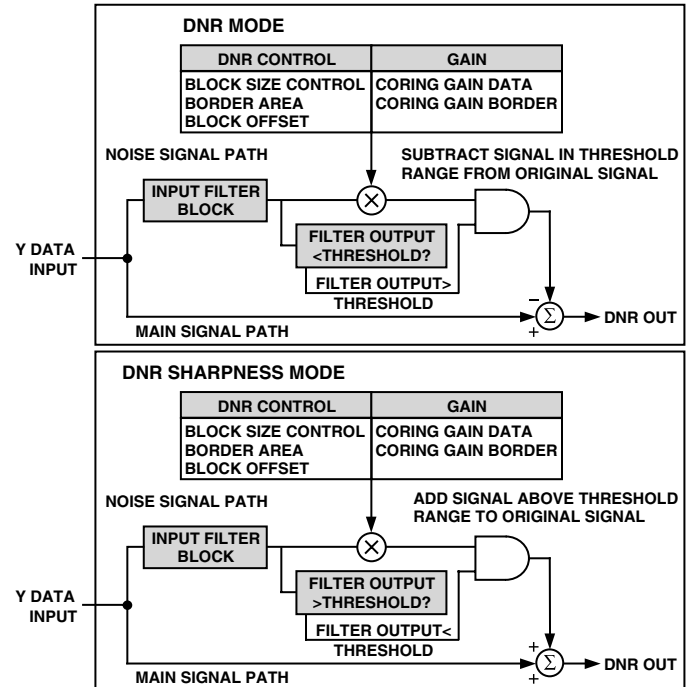 DNR MODE
DNR CONTROL
GAIN
BLOCK SIZE CONTROL
BORDER AREA
BLOCK OFFSET
CORING GAIN DATA
CORING GAIN BORDER
NOISE SIGNAL PATH
SUBTRACT SIGNAL IN THRESHOLD
RANGE FROM ORIGINAL SIGNAL
INPUT FILTER
BLOCK
×
FILTER OUTPUT
<THRESHOLD?
FILTER OUTPUT>
THRESHOLD
Y DATA
INPUT
MAIN SIGNAL PATH
−
+
Σ
DNR OUT
DNR SHARPNESS MODE
DNR CONTROL
GAIN
BLOCK SIZE CONTROL
BORDER AREA
BLOCK OFFSET
CORING GAIN DATA
CORING GAIN BORDER
NOISE SIGNAL PATH
ADD SIGNAL ABOVE THRESHOLD
RANGE TO ORIGINAL SIGNAL
INPUT FILTER
BLOCK
×
FILTER OUTPUT
>THRESHOLD?
FILTER OUTPUT<
THRESHOLD
Y DATA
INPUT
MAIN SIGNAL PATH
+
+
Σ
DNR OUT